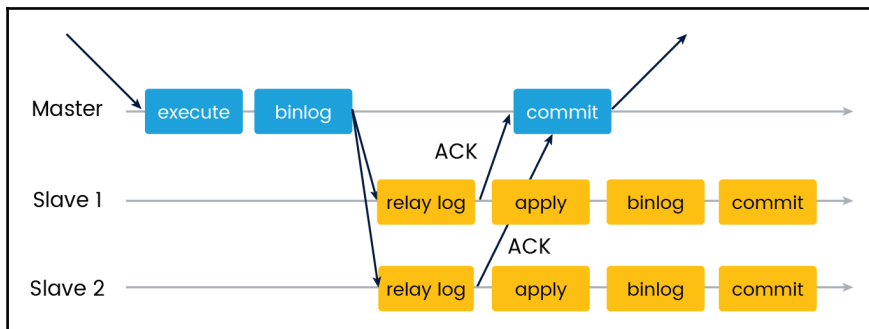 Master
execute
binlog
commit
ACK
Slave 1
relay log
apply
binlog
commit
ACK
Slave 2
relay log
apply
binlog
commit